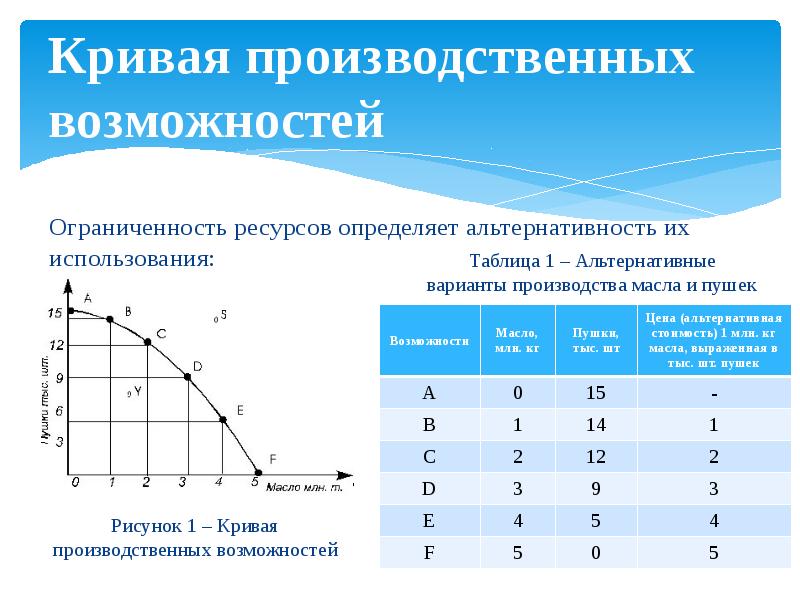 Кривая производственных
возможностей
Ограниченность ресурсов определяет альтернативность их
использования:
Пушки тыс. шт.
15
12
9
6
3
A
B
C
D
E
F
S
Y
0 1 2 3 4 5
Масло млн. т.
Рисунок 1 – Кривая
производственных возможностей
Таблица 1 – Альтернативные
варианты производства масла и пушек
Возможности
Масло,
млн. кг
Пушки,
тыс. шт
Цена (альтернативная
стоимость) 1 млн. кг
масла, выраженная в
тыс. шт. пушек
A 0 15 -
B 1 14 1
C 2 12 2
D 3 9 3
E 4 5 4
F 5 0 5